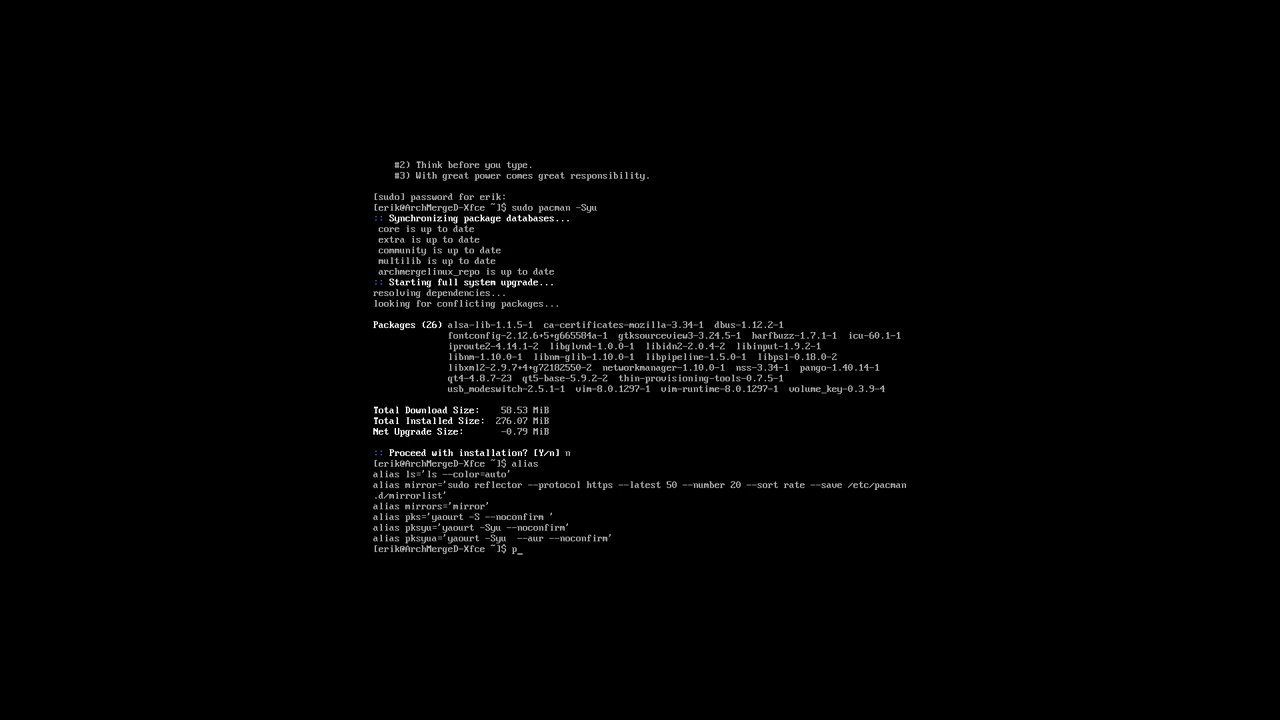 #2) Think before you type.
#3) With great power comes great responsibility.
[sudo] password for erik:
[erik@ArchMergeD-Xfce ~]$ sudo pacman -Syu
:: Synchronizing package databases...
core is up to date
extra is up to date
community is up to date
multilib is up to date
archmergelinux_repo is up to date
:: Starting full system upgrade...
resolving dependencies...
looking for conflicting packages...
Packages (26) alsa-lib-1.1.5-1  ca-certificates-mozilla-3.34-1  dbus-1.12.2-1
fontconfig-2.12.6+5+g665584a-1  gtksourceview3-3.24.5-1  harfbuzz-1.7.1-1  icu-60.1-1
iproute2-4.14.1-2  libglvnd-1.0.0-1  libidn2-2.0.4-2  libinput-1.9.2-1
libnm-1.10.0-1  libnm-glib-1.10.0-1  libpipeline-1.5.0-1  libpsl-0.18.0-2
libxml2-2.9.7+4+g72182550-2  networkmanager-1.10.0-1  nss-3.34-1  pango-1.40.14-1
qt4-4.8.7-23  qt5-base-5.9.2-2  thin-provisioning-tools-0.7.5-1
usb_modeswitch-2.5.1-1  vim-8.0.1297-1  vim-runtime-8.0.1297-1  volume_key-0.3.9-4
Total Download Size:    58.53 MiB
Total Installed Size:  276.07 MiB
Net Upgrade Size:       -0.79 MiB
:: Proceed with installation? [Y/n] n
[erik@ArchMergeD-Xfce ~]$ alias
alias ls='ls --color=auto'
alias mirror='sudo reflector --protocol https --latest 50 --number 20 --sort rate --save /etc/pacman
.d/mirrorlist'
alias mirrors='mirror'
alias pks='yaourt -S --noconfirm '
alias pksyu='yaourt -Syu --noconfirm'
alias pksyua='yaourt -Syu  --aur --noconfirm'
[erik@ArchMergeD-Xfce ~]$ p_